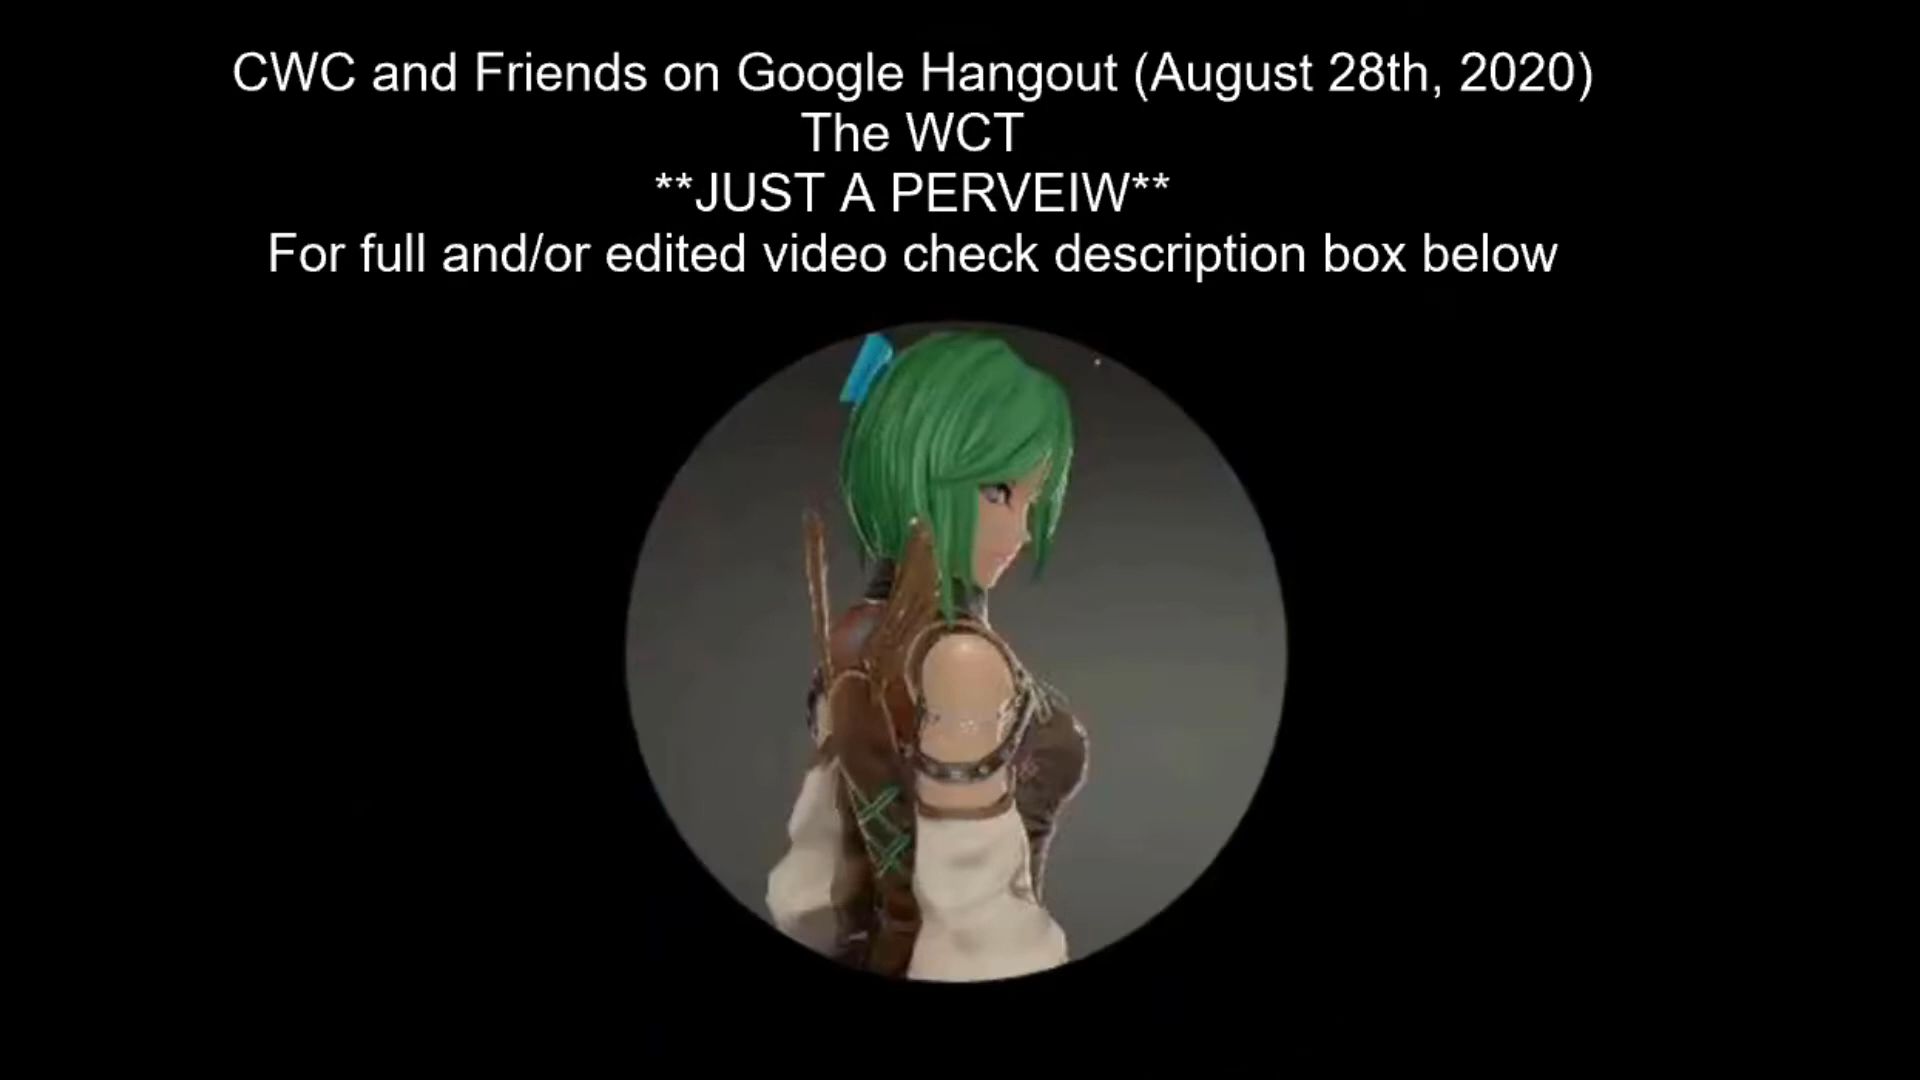 CWC and Friends on Google Hangout (August 28th, 2020)
The WCT
**JUST A PERVEIW**
For full and/or edited video check description box below